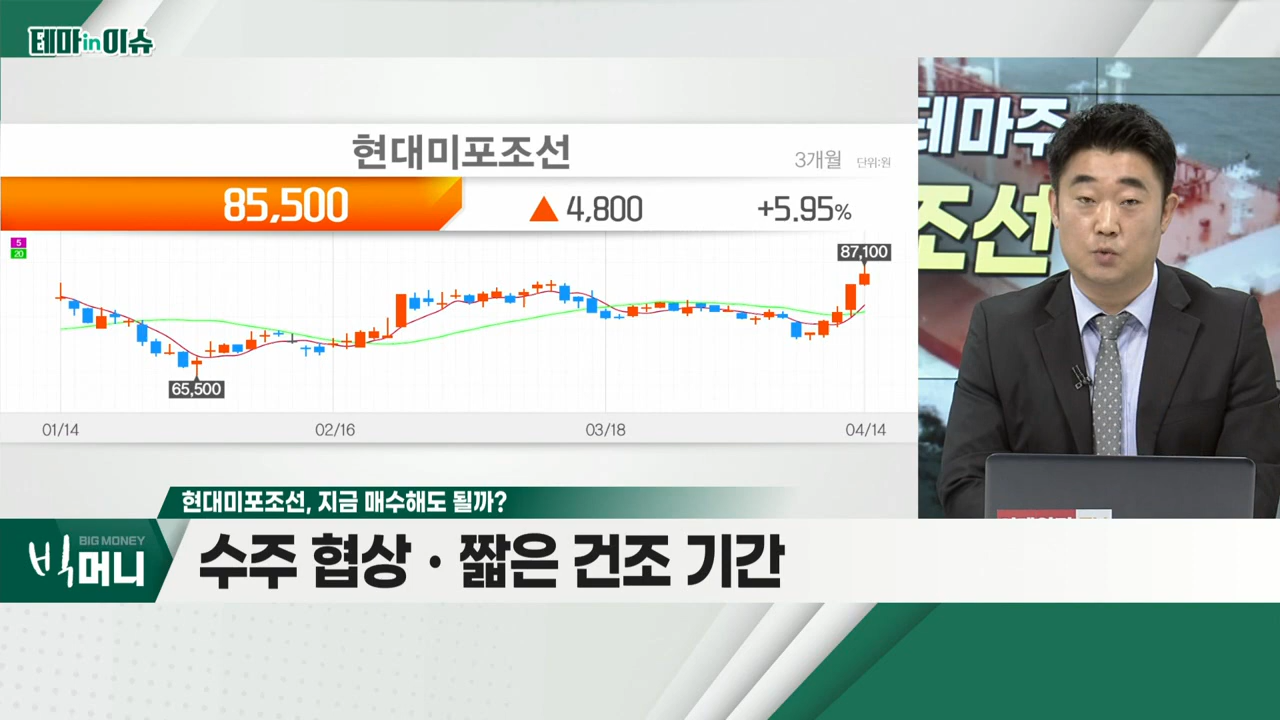 테마in이슈
현대미포조선
3개월 단위:원
85,500 ▲ 4,800 +5.95%
5
20
87,100
65,500
01/14 02/16 03/18 04/14
테마주
조선
현대미포조선, 지금 매수해도 될까?
BIG MONEY
빅머니
수주 협상·짧은 건조 기간